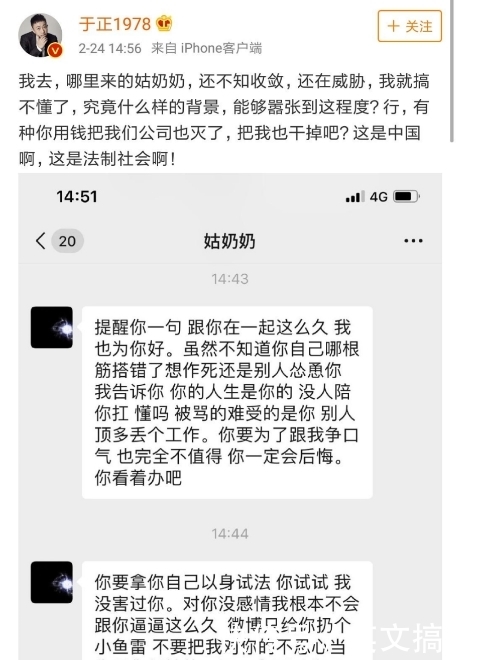 于正1978
2-24 14:56 来自 iPhone客户端
+ 关注
我去，哪里来的姑奶奶，还不知收敛，还在威胁，我就搞
不懂了，究竟什么样的背景，能够嚣张到这程度？行，有
种你用钱把我们公司也灭了，把我也干掉吧？这是中国
啊，这是法制社会啊！
14:51
4G
20
姑奶奶
14:43
提醒你一句 跟你在一起这么久 我
也为你好。虽然不知道你自己哪根
筋搭错了想作死还是别人怂恿你
我告诉你 你的人生是你的 没人陪
你扛 懂吗 被骂的难受的是你 别人
顶多丢个工作。你要为了跟我争口
气 也完全不值得 你一定会后悔。
你看着办吧
14:44
你要拿你自己以身试法 你试试 我
没害过你。对你没感情我根本不会
跟你逼逼这么久 微博只给你扔个
小鱼雷 不要把我对你的不忍心当
文搞